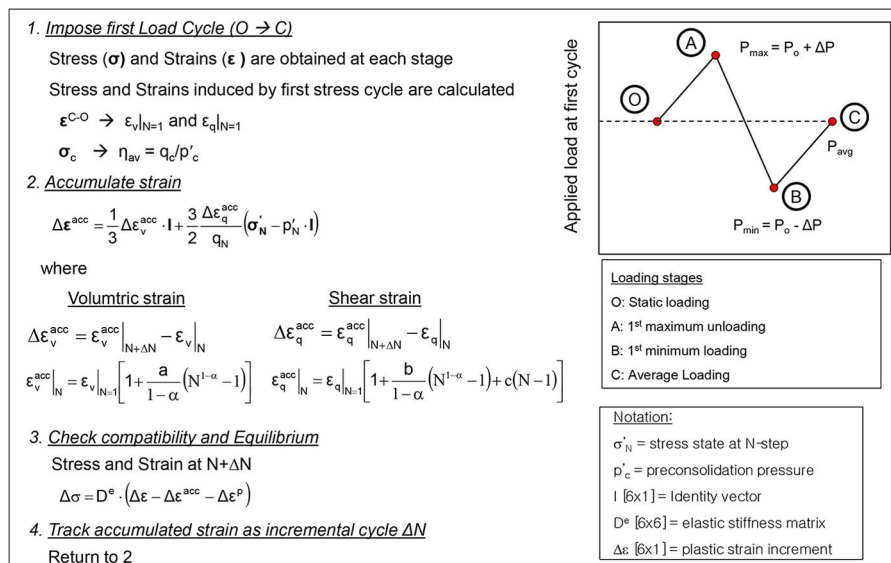 1. Impose first Load Cycle (O → C)
Stress (σ) and Strains (ε ) are obtained at each stage
Stress and Strains induced by first stress cycle are calculated
ε^C-O → ε_v|_N=1 and ε_q|_N=1
σ_c → η_av = q_c/p'_c
2. Accumulate strain
Δε^acc = 1/3 Δε_v^acc · I + 3/2 Δε_q^acc/q_N (σ'_N − p'_N · I)
where
Volumtric strain
Δε_v^acc = ε_v^acc|_N+ΔN − ε_v|_N
ε_v^acc|_N = ε_v|_N=1 [1 + a/(1−α) (N^1−α − 1)]
Shear strain
Δε_q^acc = ε_q^acc|_N+ΔN − ε_q|_N
ε_q^acc|_N = ε_q|_N=1 [1 + b/(1−α) (N^1−α − 1) + c(N−1)]
3. Check compatibility and Equilibrium
Stress and Strain at N+ΔN
Δσ = D^e · (Δε − Δε^acc − Δε^p)
4. Track accumulated strain as incremental cycle ΔN
Return to 2
Applied load at first cycle
A
P_max = P_o + ΔP
O
C
P_avg
B
P_min = P_o - ΔP
Loading stages
O: Static loading
A: 1st maximum unloading
B: 1st minimum loading
C: Average Loading
Notation:
σ'_N = stress state at N-step
p'_c = preconsolidation pressure
I [6x1] = Identity vector
D^e [6x6] = elastic stiffness matrix
Δε [6x1] = plastic strain increment